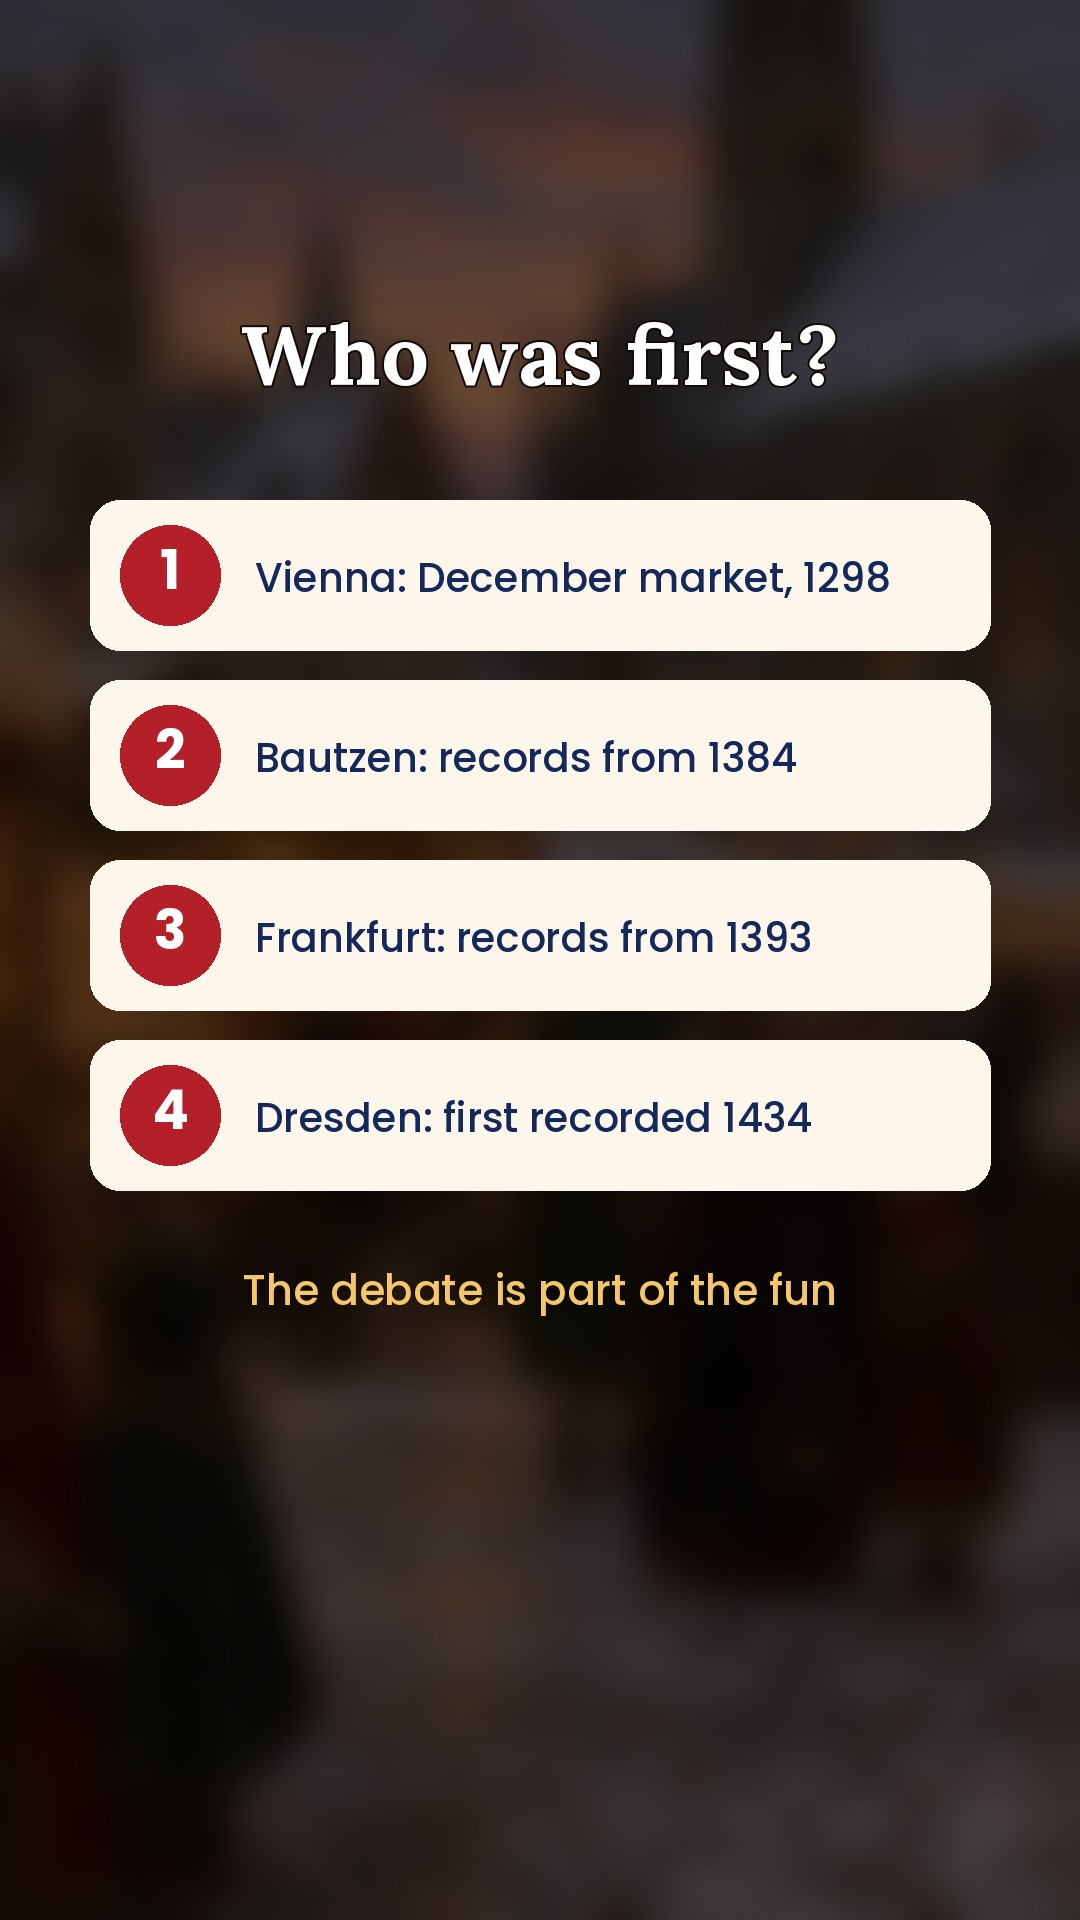 Who was first?
1 Vienna: December market, 1298
2 Bautzen: records from 1384
3 Frankfurt: records from 1393
4 Dresden: first recorded 1434
The debate is part of the fun